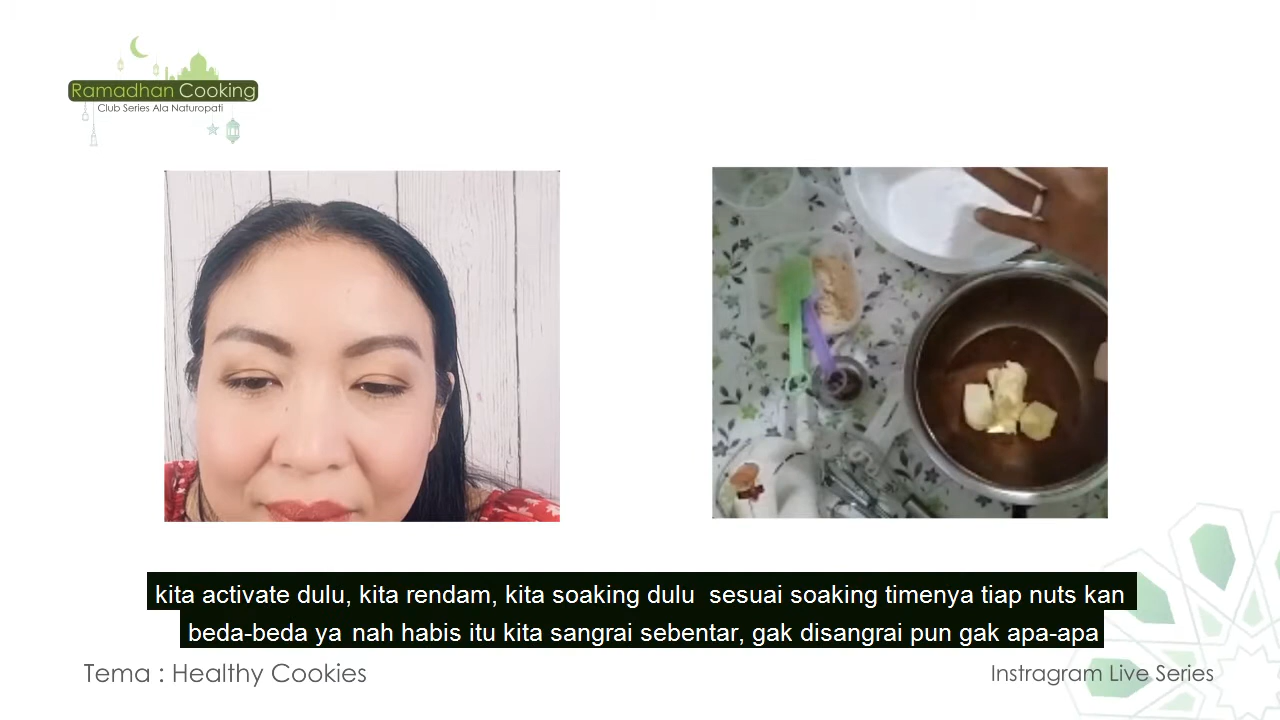 Ramadhan Cooking
Club Series Ala Naturopati
kita activate dulu, kita rendam, kita soaking dulu sesuai soaking timenya tiap nuts kan
beda-beda ya nah habis itu kita sangrai sebentar, gak disangrai pun gak apa-apa
Tema : Healthy Cookies
Instragram Live Series